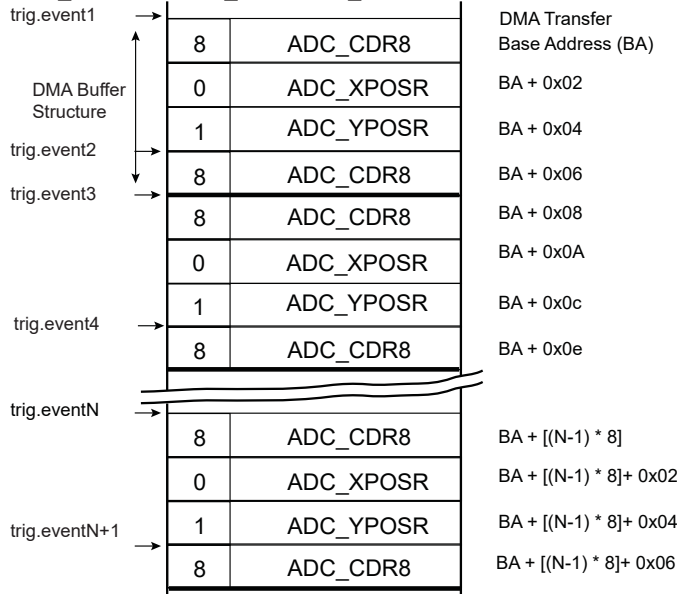 trig.event1
DMA Transfer
8 ADC_CDR8 Base Address (BA)
DMA Buffer
Structure
0 ADC_XPOSR BA + 0x02
1 ADC_YPOSR BA + 0x04
trig.event2
8 ADC_CDR8 BA + 0x06
trig.event3
8 ADC_CDR8 BA + 0x08
0 ADC_XPOSR BA + 0x0A
1 ADC_YPOSR BA + 0x0c
trig.event4
8 ADC_CDR8 BA + 0x0e
trig.eventN
8 ADC_CDR8 BA + [(N-1) * 8]
0 ADC_XPOSR BA + [(N-1) * 8]+ 0x02
1 ADC_YPOSR BA + [(N-1) * 8]+ 0x04
trig.eventN+1
8 ADC_CDR8 BA + [(N-1) * 8]+ 0x06